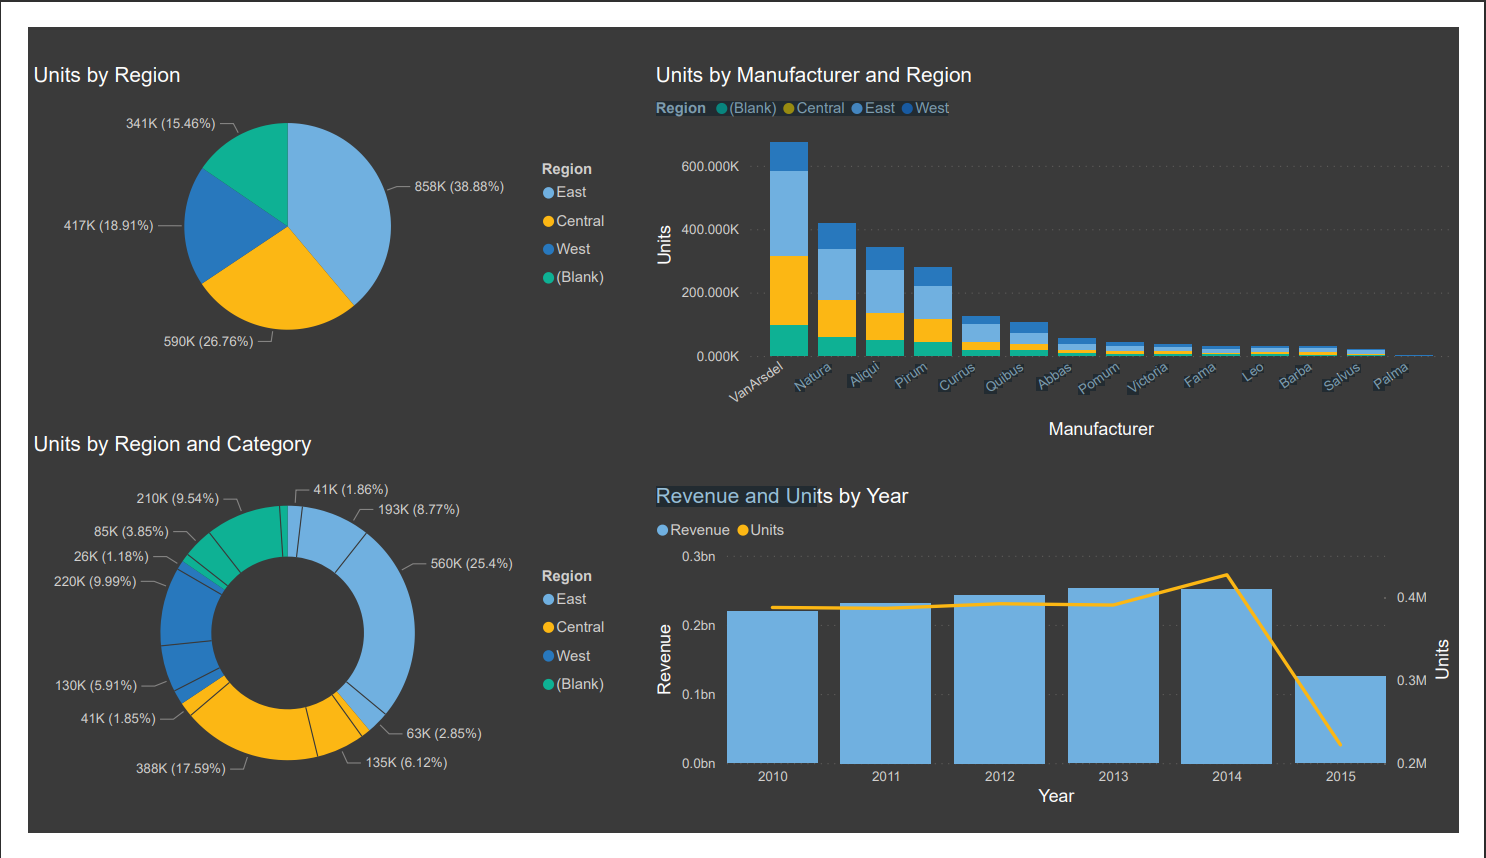 Units by Region
341K (15.46%)
858K (38.88%)
417K (18.91%)
590K (26.76%)
Region
East
Central
West
(Blank)
Units by Manufacturer and Region
Region (Blank) Central East West
600.000K
400.000K
200.000K
0.000K
Units
VanArsdel Natura Aliqui Pirum Currus Quibus Abbas Pomum Victoria Fama Leo Barba Salvus Palma
Manufacturer
Units by Region and Category
41K (1.86%)
210K (9.54%)
193K (8.77%)
85K (3.85%)
26K (1.18%)
560K (25.4%)
220K (9.99%)
130K (5.91%)
41K (1.85%)
63K (2.85%)
388K (17.59%)
135K (6.12%)
Region
East
Central
West
(Blank)
Revenue and Units by Year
Revenue Units
0.3bn
0.2bn
0.1bn
0.0bn
Revenue
0.4M
0.3M
0.2M
Units
2010 2011 2012 2013 2014 2015
Year